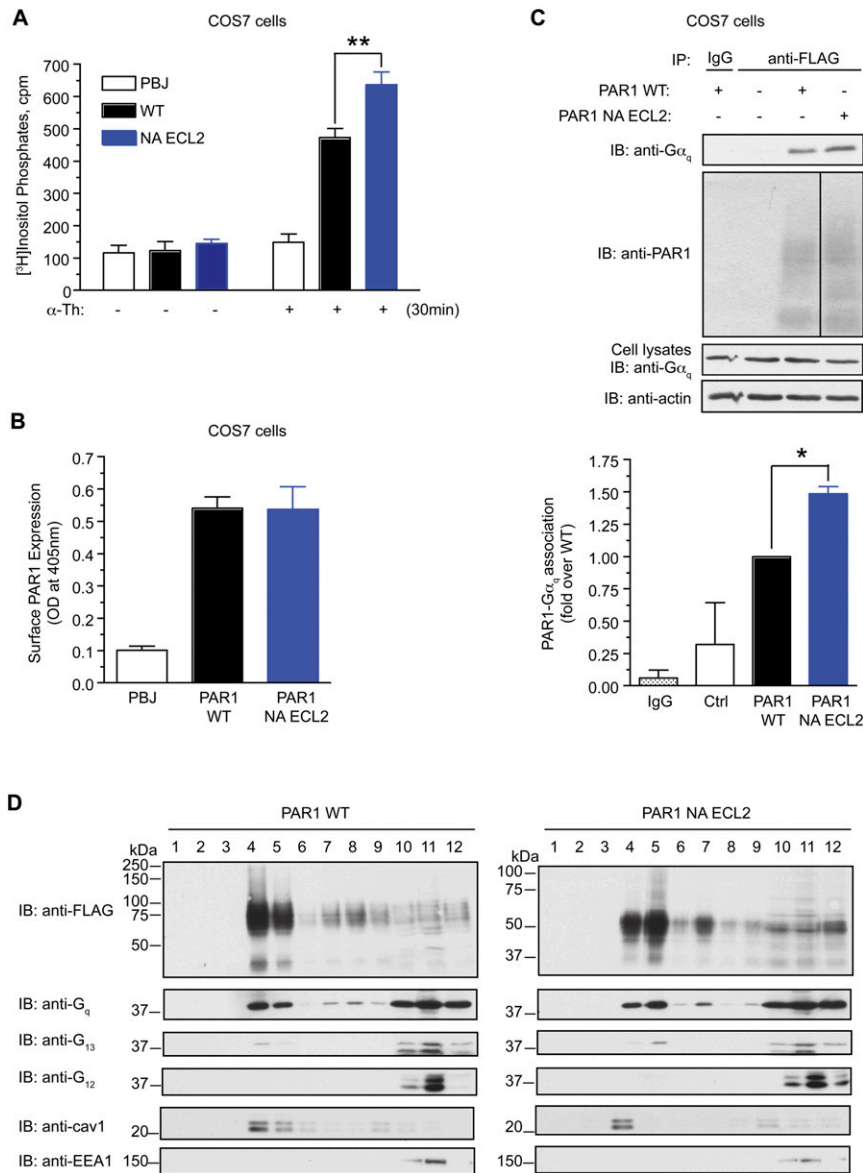 A
COS7 cells
[³H]Inositol Phosphates, cpm
700
600
500
400
300
200
150
100
50
0
PBJ
WT
NA ECL2
**
α-Th: - - - + + + (30min)
B
COS7 cells
Surface PAR1 Expression
(OD at 405nm)
0.7
0.6
0.5
0.4
0.3
0.2
0.1
0.0
PBJ PAR1 PAR1
WT NA ECL2
C
COS7 cells
IP: IgG anti-FLAG
PAR1 WT: + - + -
PAR1 NA ECL2: - - - +
IB: anti-Gαq
IB: anti-PAR1
Cell lysates
IB: anti-Gαq
IB: anti-actin
PAR1-Gαq association
(fold over WT)
1.75
1.50
1.25
1.00
0.75
0.50
0.25
0.00
*
IgG Ctrl PAR1 PAR1
WT NA ECL2
D
PAR1 WT
1 2 3 4 5 6 7 8 9 10 11 12
kDa
250
150
100
75
50
IB: anti-FLAG
IB: anti-Gq 37
IB: anti-G13 37
IB: anti-G12 37
IB: anti-cav1 20
IB: anti-EEA1 150
PAR1 NA ECL2
1 2 3 4 5 6 7 8 9 10 11 12
kDa
100
75
50
37
37
37
37
20
150